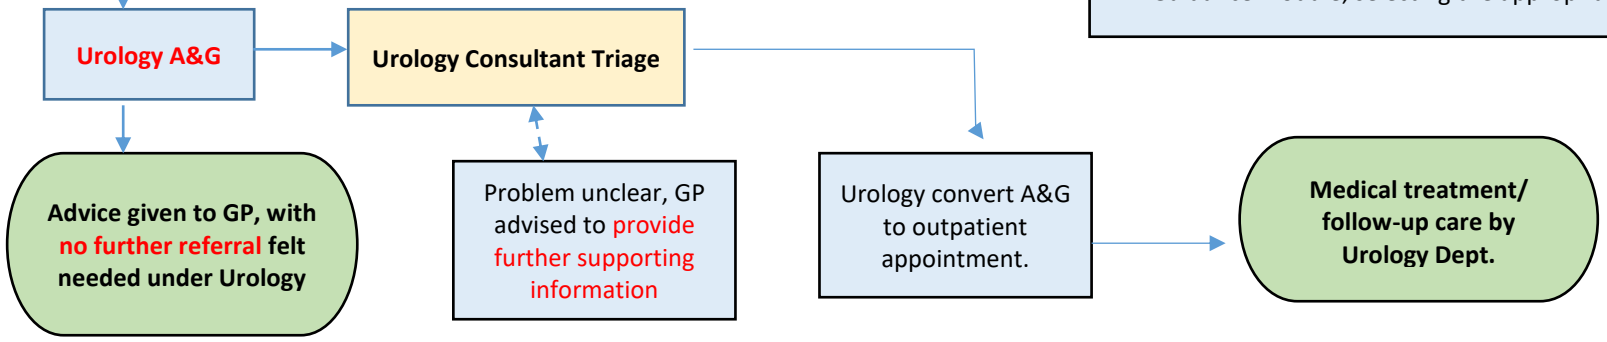 selecting the
Urology A&G
Urology Consultant Triage
Advice given to GP, with
no further referral felt
needed under Urology
Problem unclear, GP
advised to provide
further supporting
information
Urology convert A&G
to outpatient
appointment.
Medical treatment/
follow-up care by
Urology Dept.